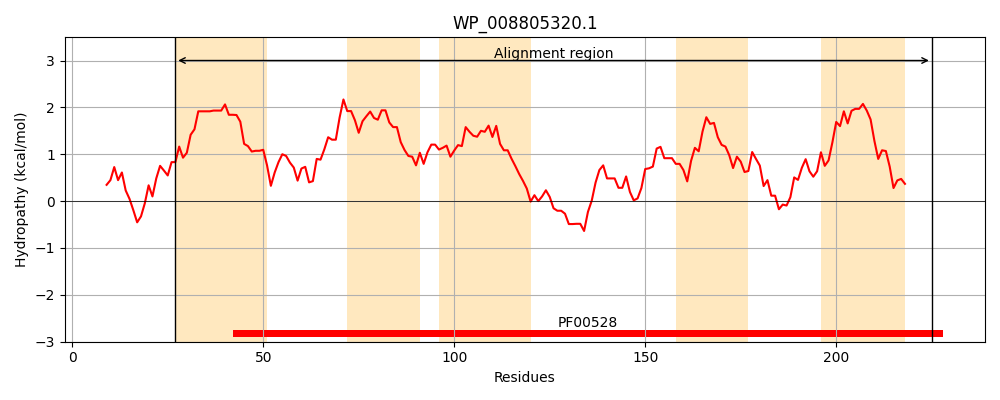 WP_008805320.1
Alignment region
3
2
1
0
−1
−2
−3
Hydropathy (kcal/mol)
PF00528
0
50
100
150
200
Residues